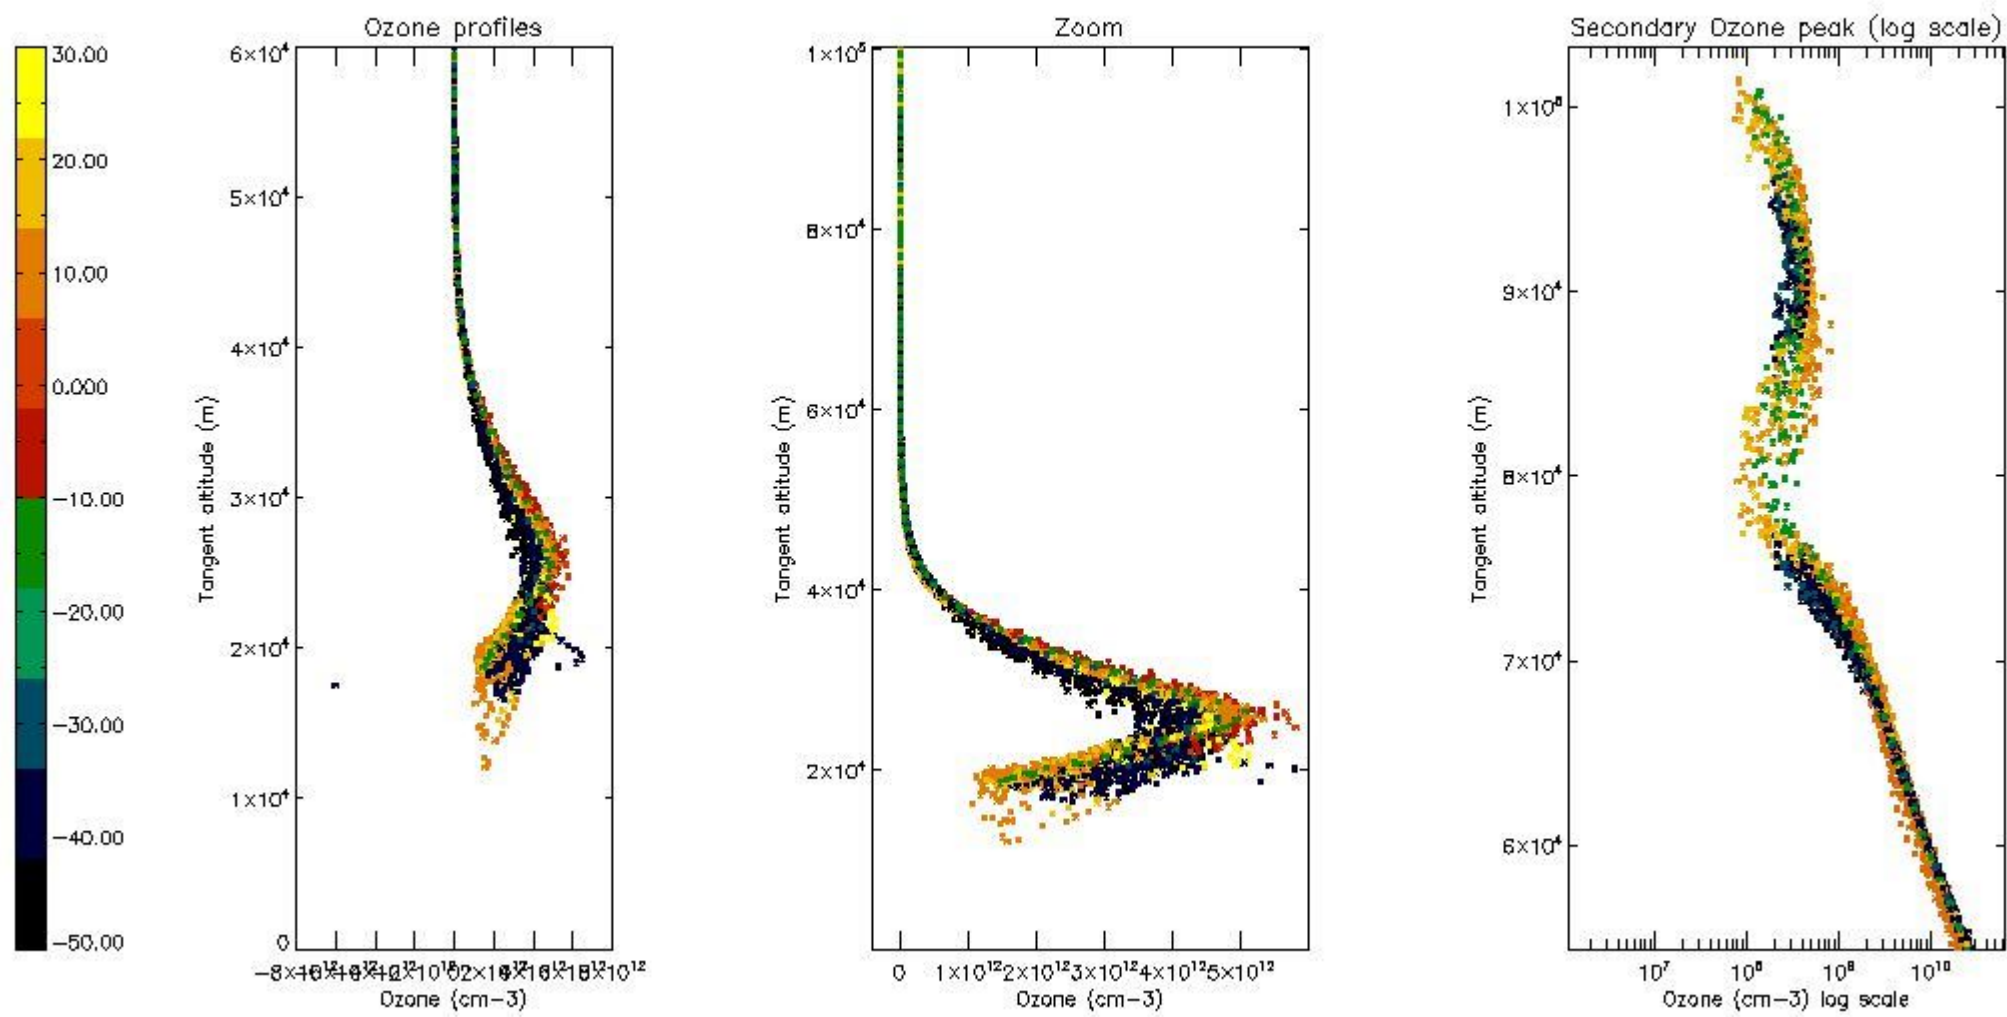 Ozone profiles
Zoom
Secondary Ozone peak (log scale)
30.00
20.00
10.00
0.000
−10.00
−20.00
−30.00
−40.00
−50.00
6×10⁴
5×10⁴
4×10⁴
3×10⁴
2×10⁴
1×10⁴
0
Tangent altitude (m)
Ozone (cm−3)
1×10⁵
8×10⁴
6×10⁴
4×10⁴
2×10⁴
Tangent altitude (m)
0 1×10¹² 2×10¹² 3×10¹² 4×10¹² 5×10¹²
Ozone (cm−3)
1×10⁵
9×10⁴
8×10⁴
7×10⁴
6×10⁴
Tangent altitude (m)
10⁷ 10⁸ 10⁹ 10¹⁰
Ozone (cm−3) log scale